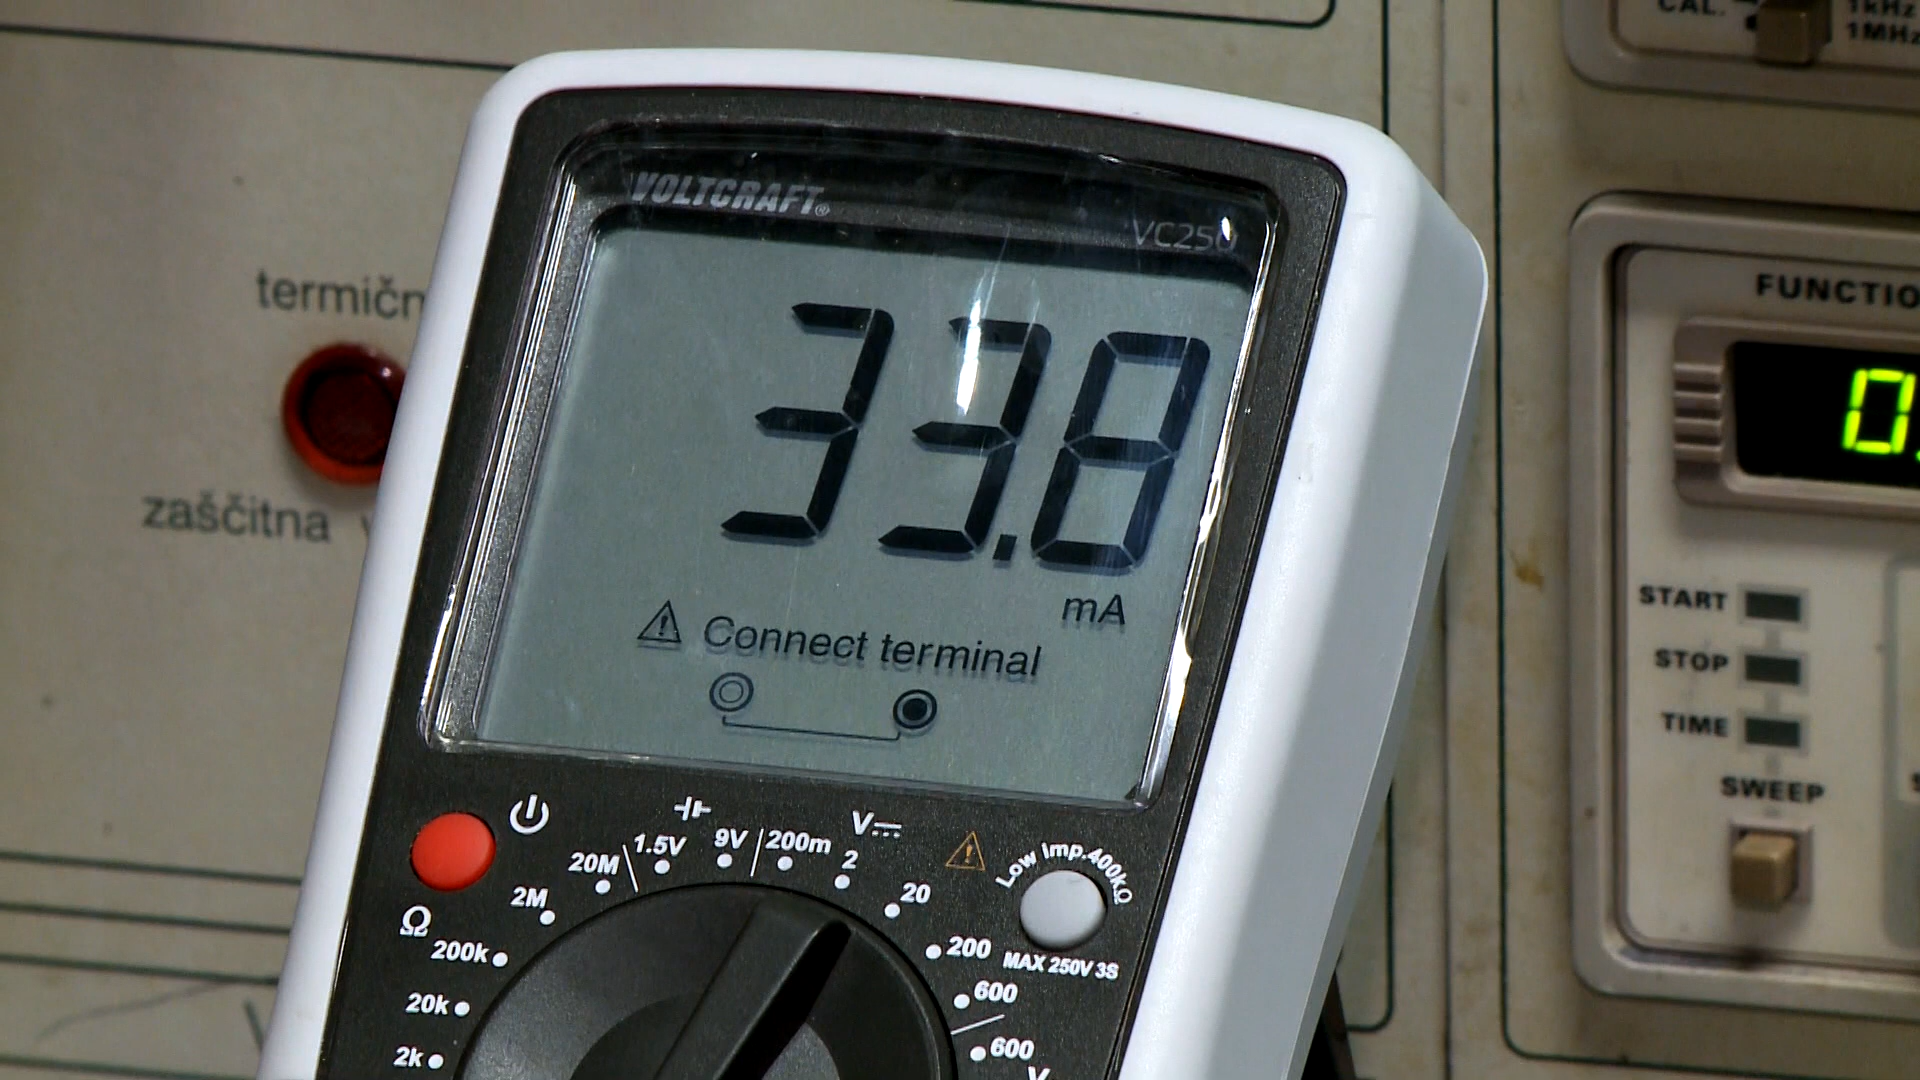 CAL.
1kHz
1MHz
VOLTCRAFT®
VC250
termičn
zaščitna
33.8
mA
Connect terminal
FUNCTIO
0.
START
STOP
TIME
SWEEP
Ω
2k
20k
200k
2M
20M
1.5V
9V
200m
V
2
20
200
600
600
V
Low imp.400kΩ
MAX 250V 3S